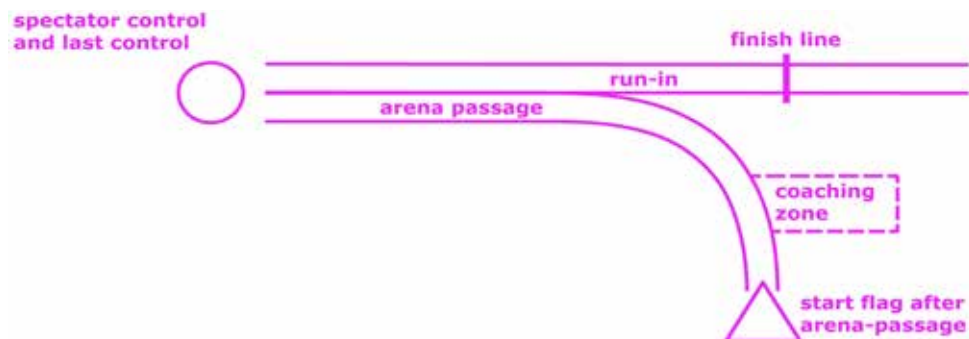 spectator control
and last control
finish line
run-in
arena passage
coaching
zone
start flag after
arena-passage